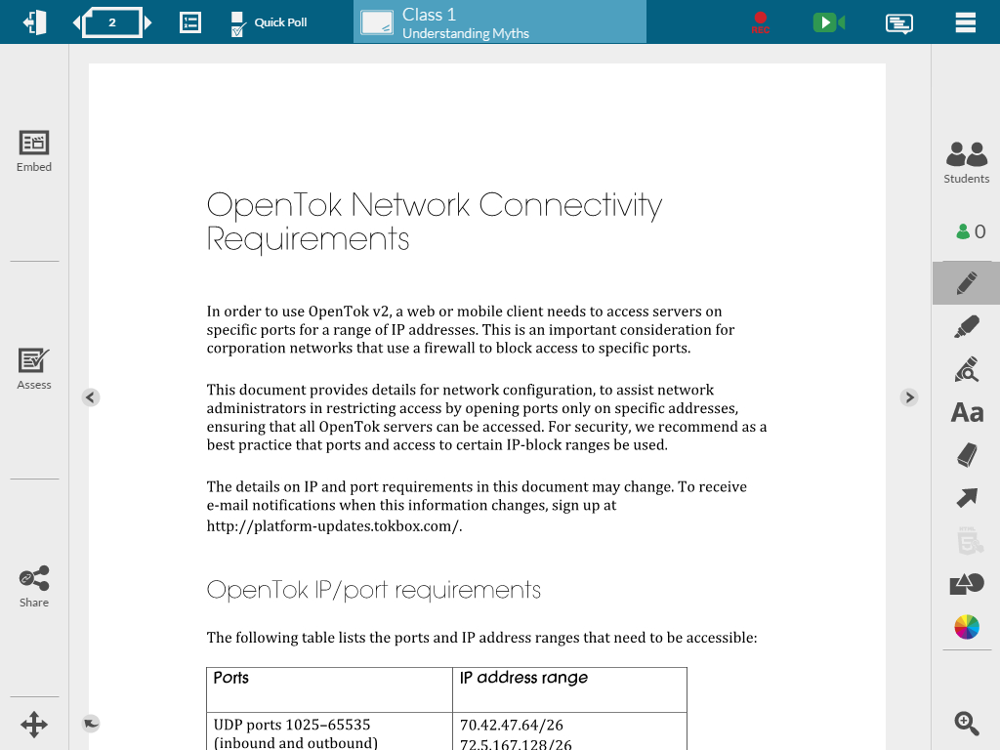 2
Quick Poll
Class 1
Understanding Myths
REC
Embed
Assess
Share
Students
0
Aa
HTML
5
OpenTok Network Connectivity
Requirements
In order to use OpenTok v2, a web or mobile client needs to access servers on
specific ports for a range of IP addresses. This is an important consideration for
corporation networks that use a firewall to block access to specific ports.
This document provides details for network configuration, to assist network
administrators in restricting access by opening ports only on specific addresses,
ensuring that all OpenTok servers can be accessed. For security, we recommend as a
best practice that ports and access to certain IP-block ranges be used.
The details on IP and port requirements in this document may change. To receive
e-mail notifications when this information changes, sign up at
http://platform-updates.tokbox.com/.
OpenTok IP/port requirements
The following table lists the ports and IP address ranges that need to be accessible:
Ports
IP address range
UDP ports 1025–65535
(inbound and outbound)
70.42.47.64/26
72.5.167.128/26